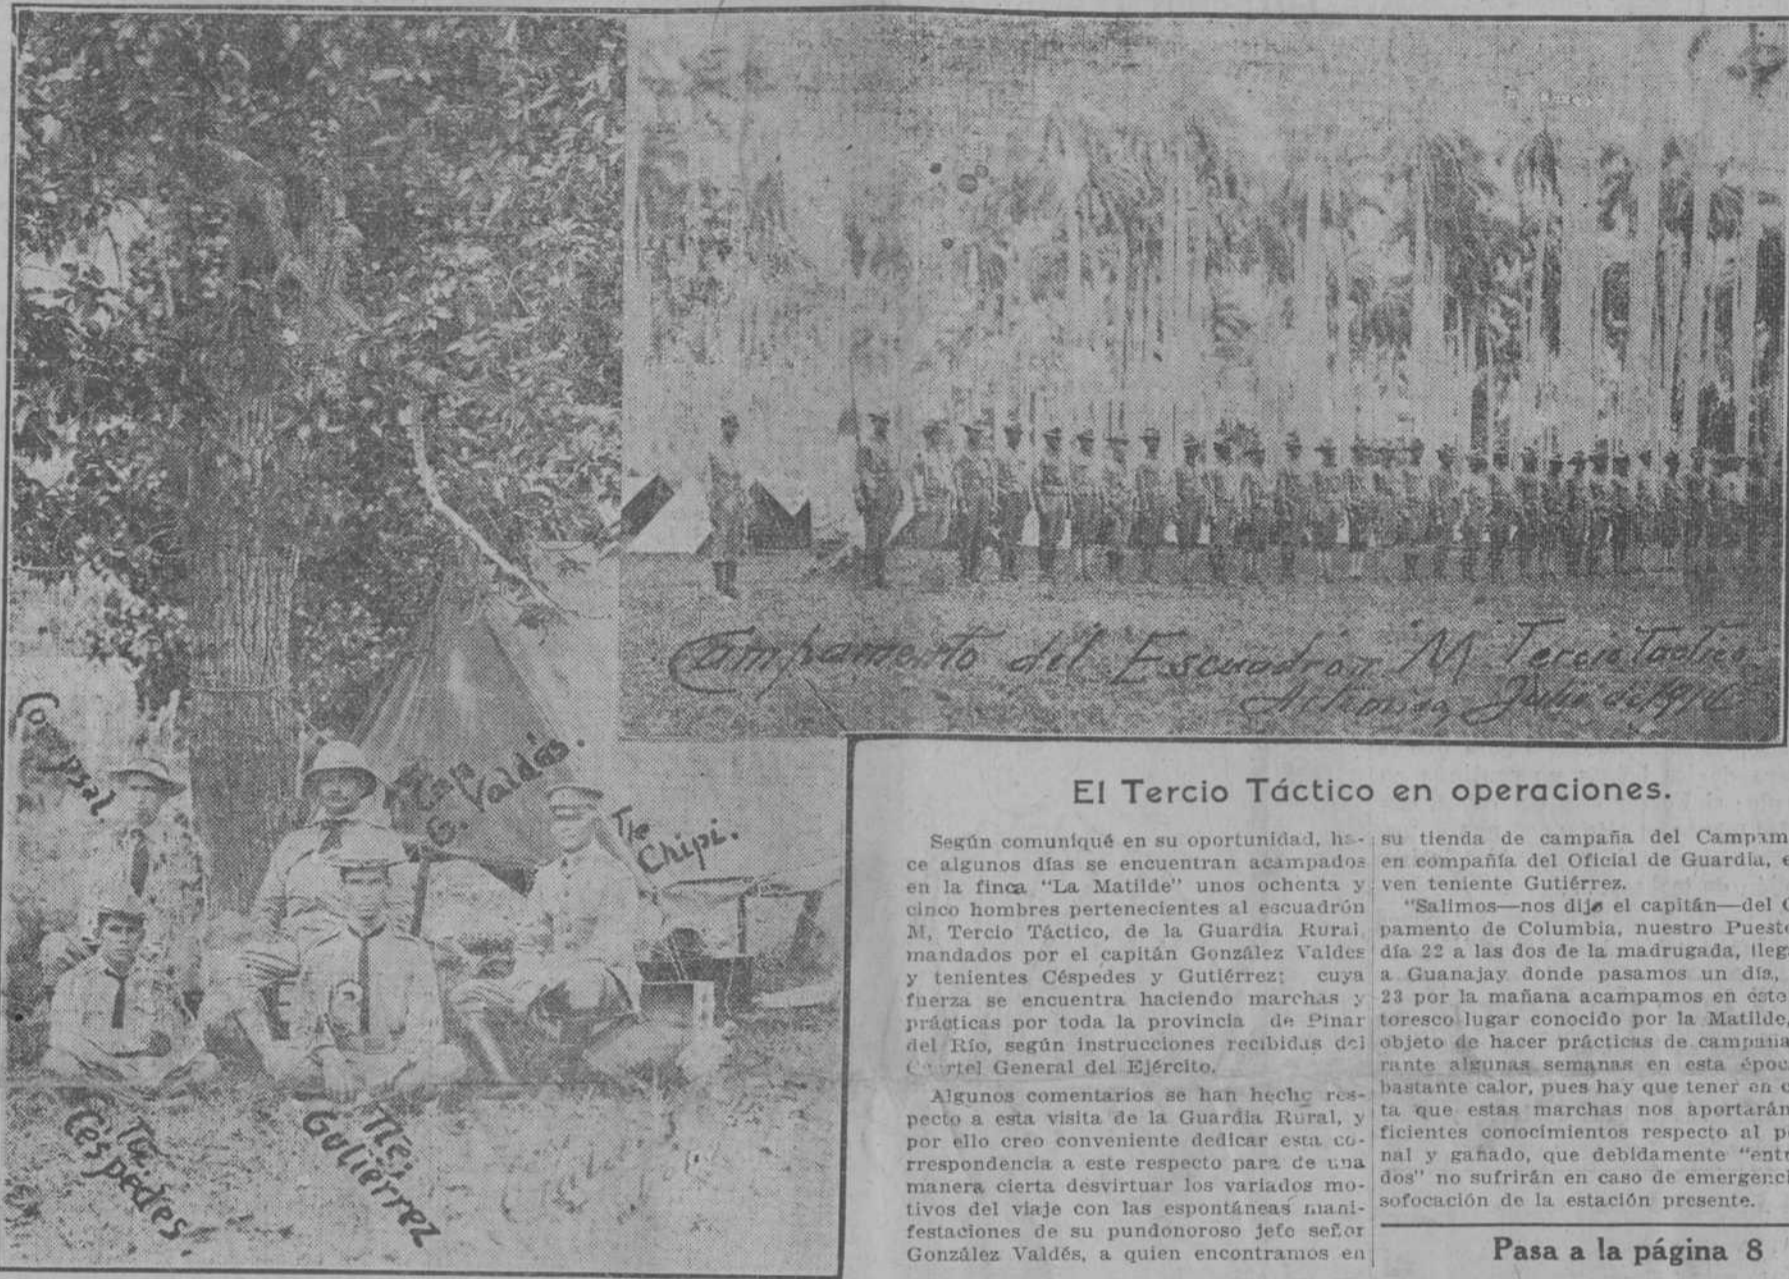 Campamento del Escuadron M Tercio Tactico
Artemisa, Julio de 191
Corpsal.
Cap G. Valdés.
Tte Chipi.
Céspedes.
Tte. Gutiérrez
El Tercio Táctico en operaciones.
Según comuniqué en su oportunidad, ha-
ce algunos días se encuentran acampados
en la finca "La Matilde" unos ochenta y
cinco hombres pertenecientes al escuadrón
M, Tercio Táctico, de la Guardia Rural
mandados por el capitán González Valdes
y tenientes Céspedes y Gutiérrez; cuya
fuerza se encuentra haciendo marchas y
prácticas por toda la provincia de Pinar
del Río, según instrucciones recibidas del
General del Ejército.
Algunos comentarios se han hecho res-
pecto a esta visita de la Guardia Rural, y
por ello creo conveniente dedicar esta co-
rrespondencia a este respecto para de una
manera cierta desvirtuar los variados mo-
tivos del viaje con las espontáneas mani-
festaciones de su pundonoroso jefe señor
González Valdés, a quien encontramos en
su tienda de campaña del Campam
en compañía del Oficial de Guardia, e
ven teniente Gutiérrez.
"Salimos—nos dijo el capitán—del C
pamento de Columbia, nuestro Puest
día 22 a las dos de la madrugada, lleg
a Guanajay donde pasamos un día,
23 por la mañana acampamos en este
toresco lugar conocido por la Matilde,
objeto de hacer prácticas de campaña
rante algunas semanas en esta époc
bastante calor, pues hay que tener en c
ta que estas marchas nos aportarán
ficientes conocimientos respecto al p
nal y gañado, que debidamente "entr
dos" no sufrirán en caso de emergenci
sofocación de la estación presente.
Pasa a la página 8